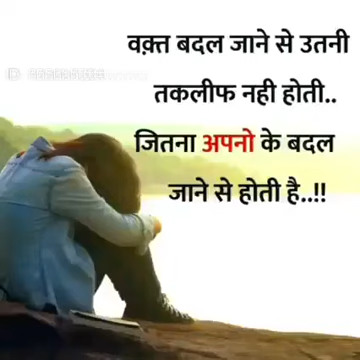 वक़्त बदल जाने से उतनी
तकलीफ नही होती..
जितना अपनो के बदल
जाने से होती है..!!